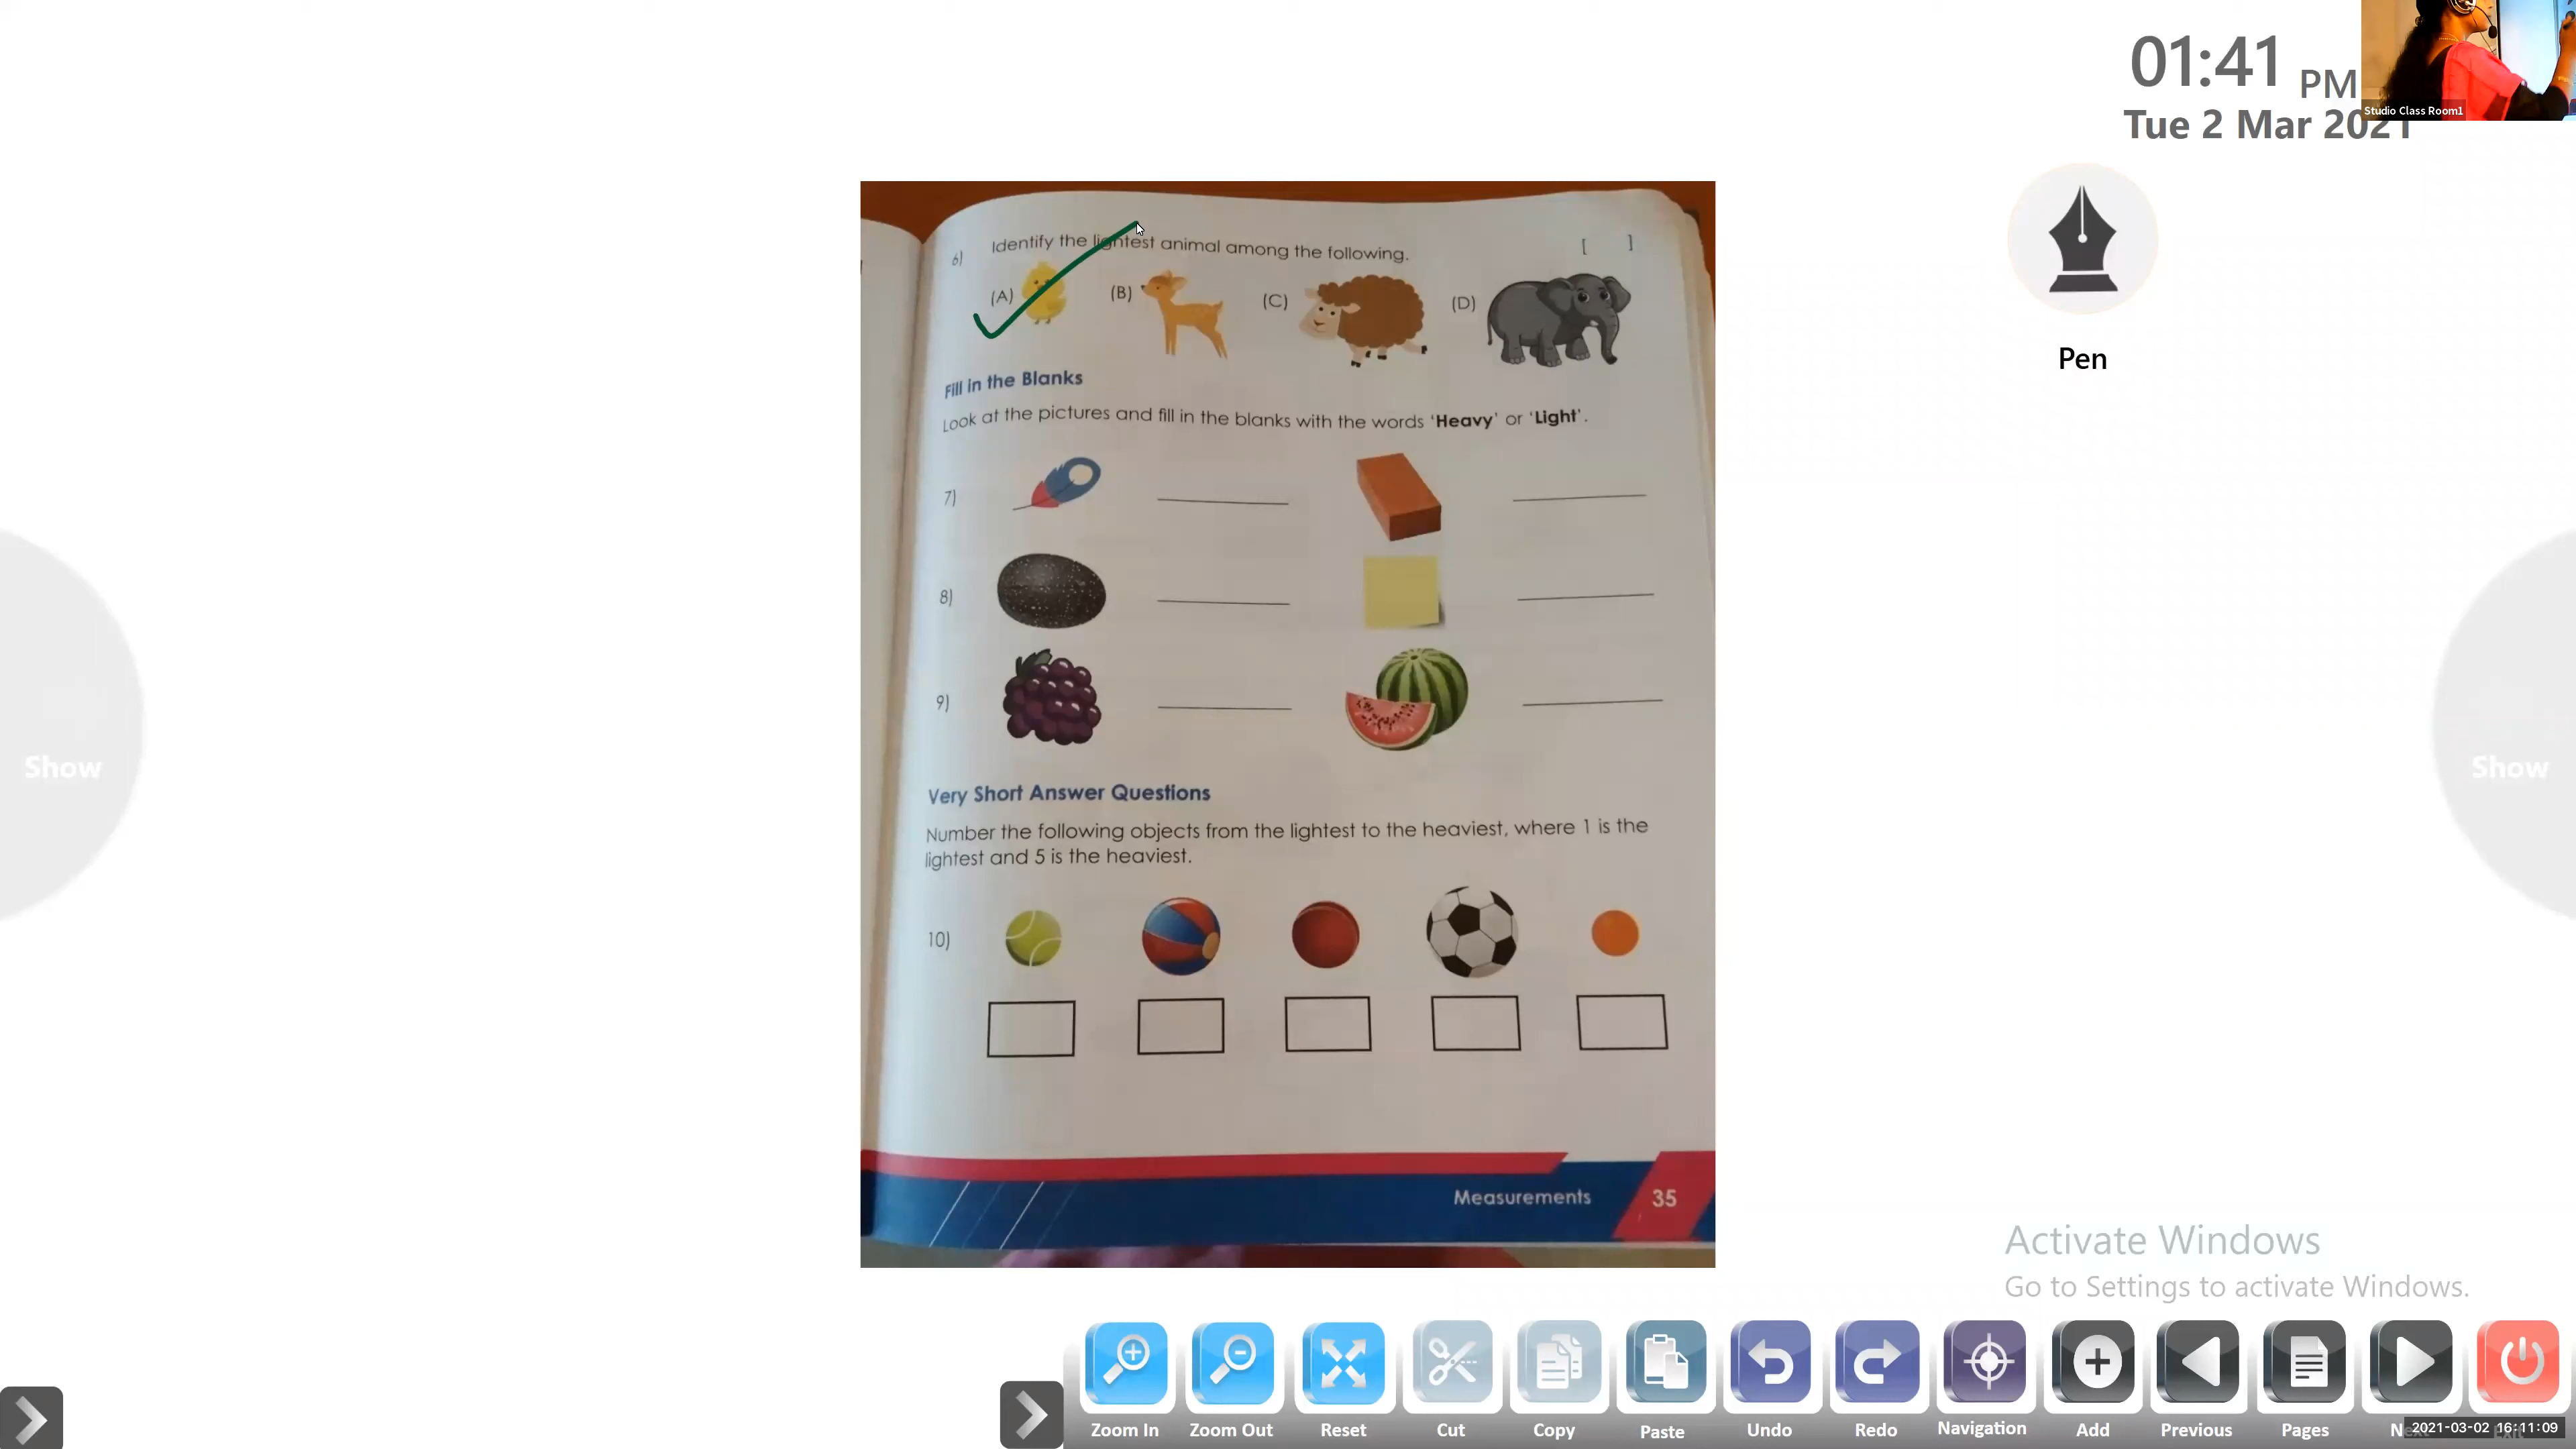 01:41 PM
Tue 2 Mar 2021
Studio Class Room1
Pen
6) Identify the lightest animal among the following. [ ]
(A) (B) (C) (D)
Fill in the Blanks
Look at the pictures and fill in the blanks with the words ‘Heavy’ or ‘Light’.
7)
8)
9)
Show
Show
Very Short Answer Questions
Number the following objects from the lightest to the heaviest, where 1 is the
lightest and 5 is the heaviest.
10)
Measurements 35
Activate Windows
Go to Settings to activate Windows.
Zoom In Zoom Out Reset Cut Copy Paste Undo Redo Navigation Add Previous Pages
2021-03-02 16:11:09